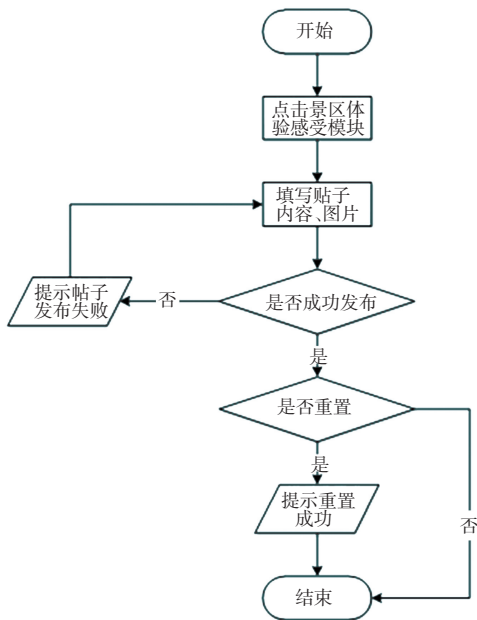 开始
点击景区体
验感受模块
填写贴子
内容、图片
提示帖子
发布失败
否
是否成功发布
是
是否重置
是
提示重置
成功
否
结束